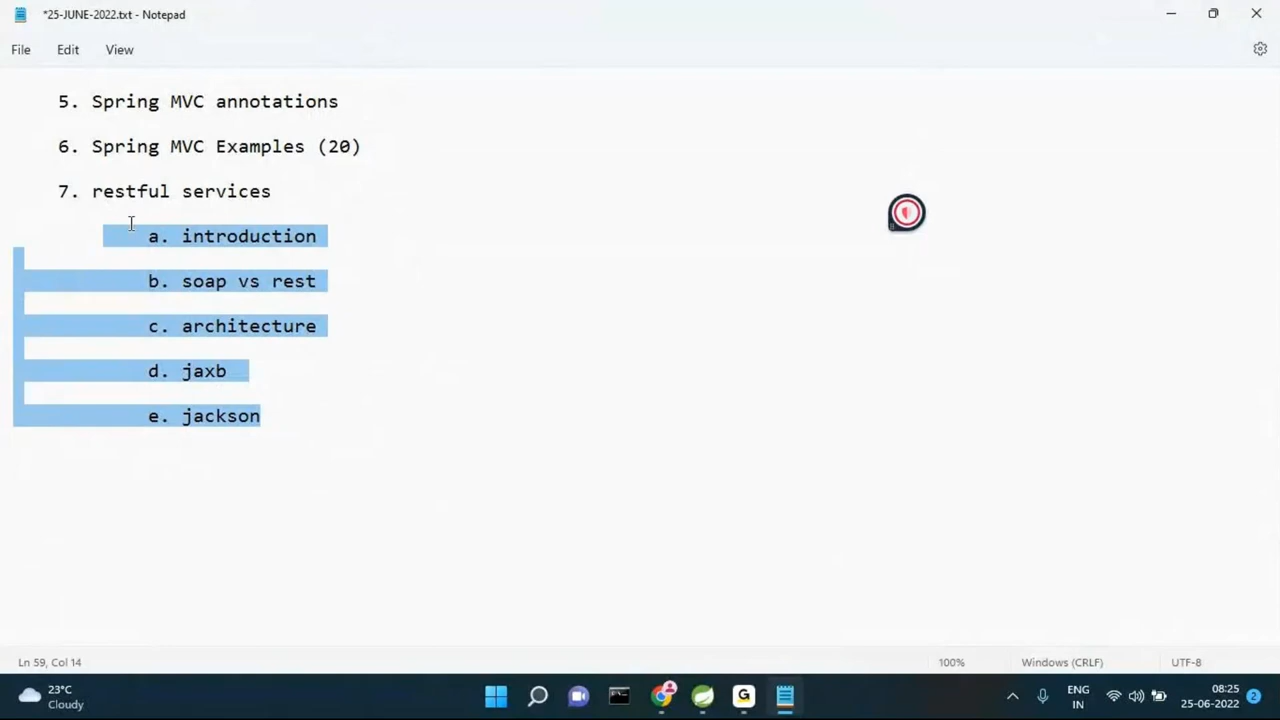 *25-JUNE-2022.txt - Notepad
File Edit View
5. Spring MVC annotations
6. Spring MVC Examples (20)
7. restful services
a. introduction
b. soap vs rest
c. architecture
d. jaxb
e. jackson
Ln 59, Col 14 100% Windows (CRLF) UTF-8
23°C
Cloudy
G
ENG
IN
08:25
25-06-2022
2